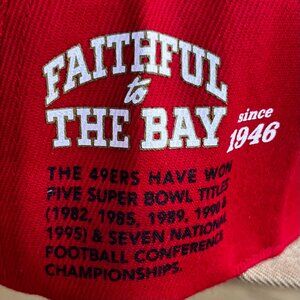 FAITHFUL
to
THE BAY
since
1946
THE 49ERS HAVE WON
FIVE SUPER BOWL TITLES
(1982, 1985, 1989, 1990 &
1995) & SEVEN NATIONAL
FOOTBALL CONFERENCE
CHAMPIONSHIPS.